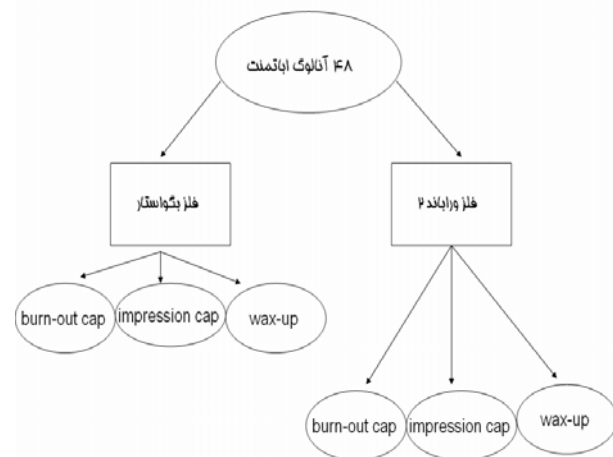 ۴۸ آنالوگ اباتمنت
فلز بگواستار
فلز وراباند ۲
burn-out cap
impression cap
wax-up
burn-out cap
impression cap
wax-up